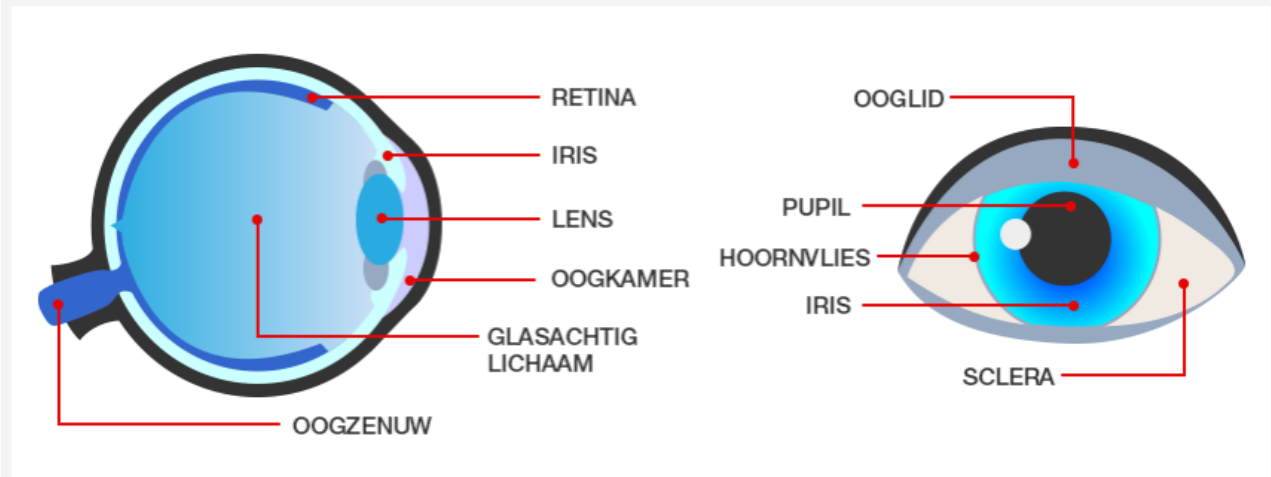 RETINA
IRIS
LENS
OOGKAMER
GLASACHTIG
LICHAAM
OOGZENUW
OOGLID
PUPIL
HOORNVLIES
IRIS
SCLERA